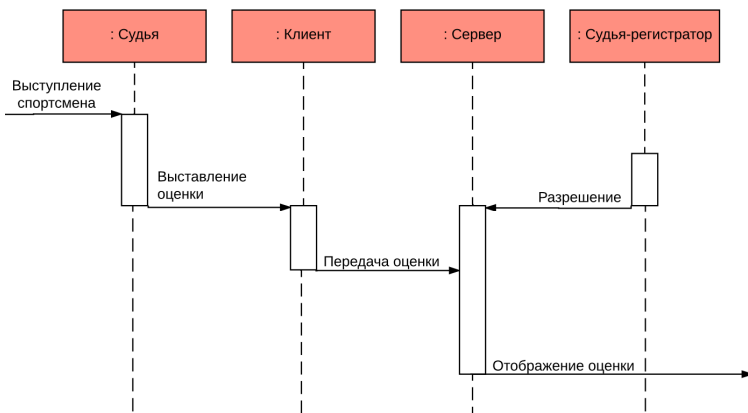 : Судья
: Клиент
: Сервер
: Судья-регистратор
Выступление
спортсмена
Выставление
оценки
Разрешение
Передача оценки
Отображение оценки